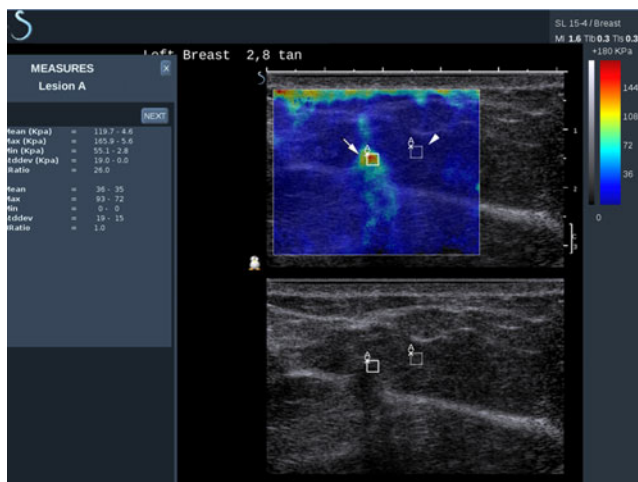 SL 15-4 / Breast
MI 1.6 TIb 0.3 TIs 0.3
Left Breast 2,8 tan
+180 KPa
MEASURES
Lesion A
NEXT
Mean (Kpa) = 119.7 - 4.6
Max (Kpa) = 165.9 - 5.6
Min (Kpa) = 55.1 - 2.8
Stddev (Kpa) = 19.0 - 0.0
Ratio = 26.0
Mean = 36 - 35
Max = 93 - 72
Min = 0 - 0
Stddev = 19 - 15
Ratio = 1.0
144
108
72
36
0
1
2
3
A
A
A
A